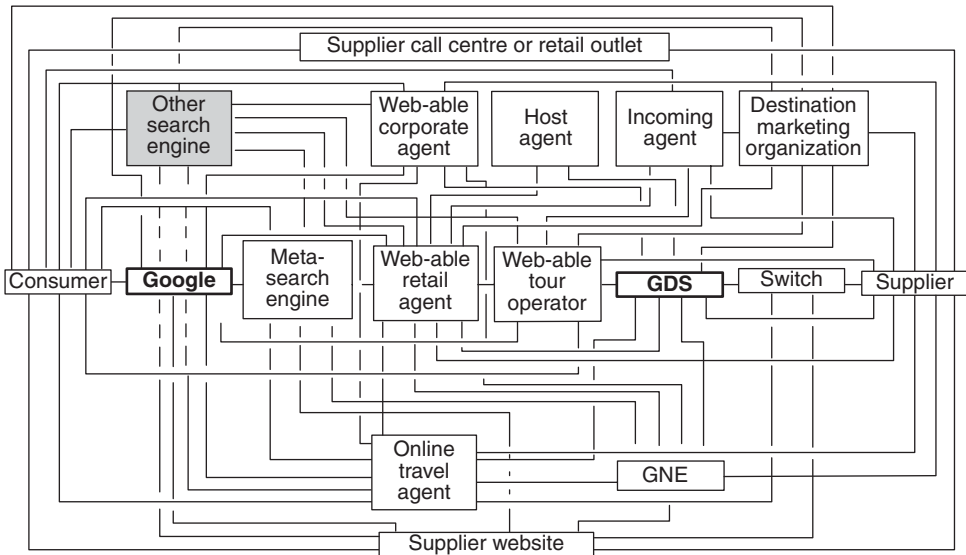 Supplier call centre or retail outlet
Other
search
engine
Web-able
corporate
agent
Host
agent
Incoming
agent
Destination
marketing
organization
Consumer
Google
Meta-
search
engine
Web-able
retail
agent
Web-able
tour
operator
GDS
Switch
Supplier
Online
travel
agent
GNE
Supplier website